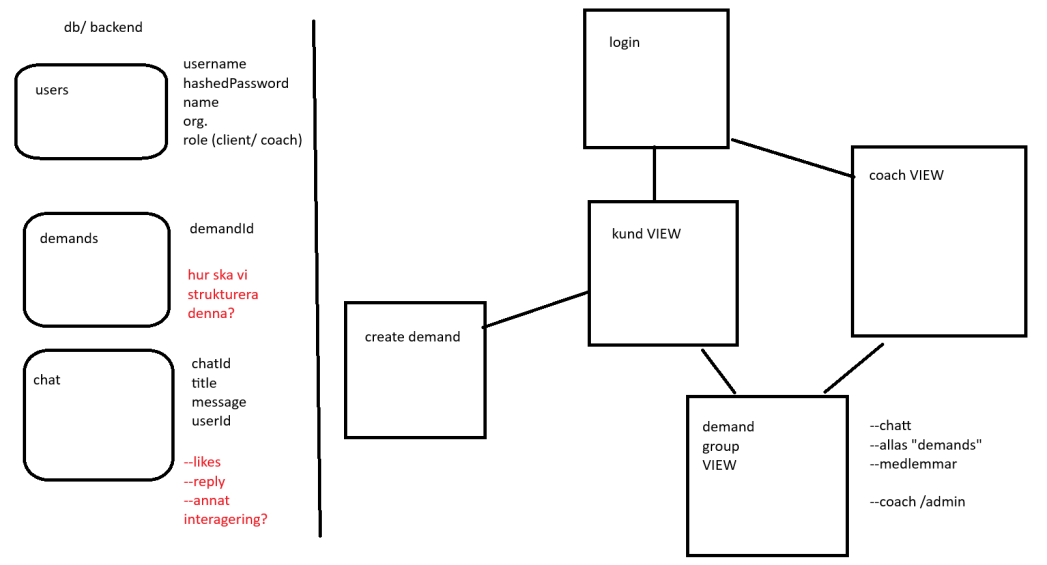 db/ backend
users
username
hashedPassword
name
org.
role (client/ coach)
demands
demandId
hur ska vi
strukturera
denna?
chat
chatId
title
message
userId
--likes
--reply
--annat
interagering?
login
coach VIEW
kund VIEW
create demand
demand
group
VIEW
--chatt
--allas "demands"
--medlemmar
--coach /admin